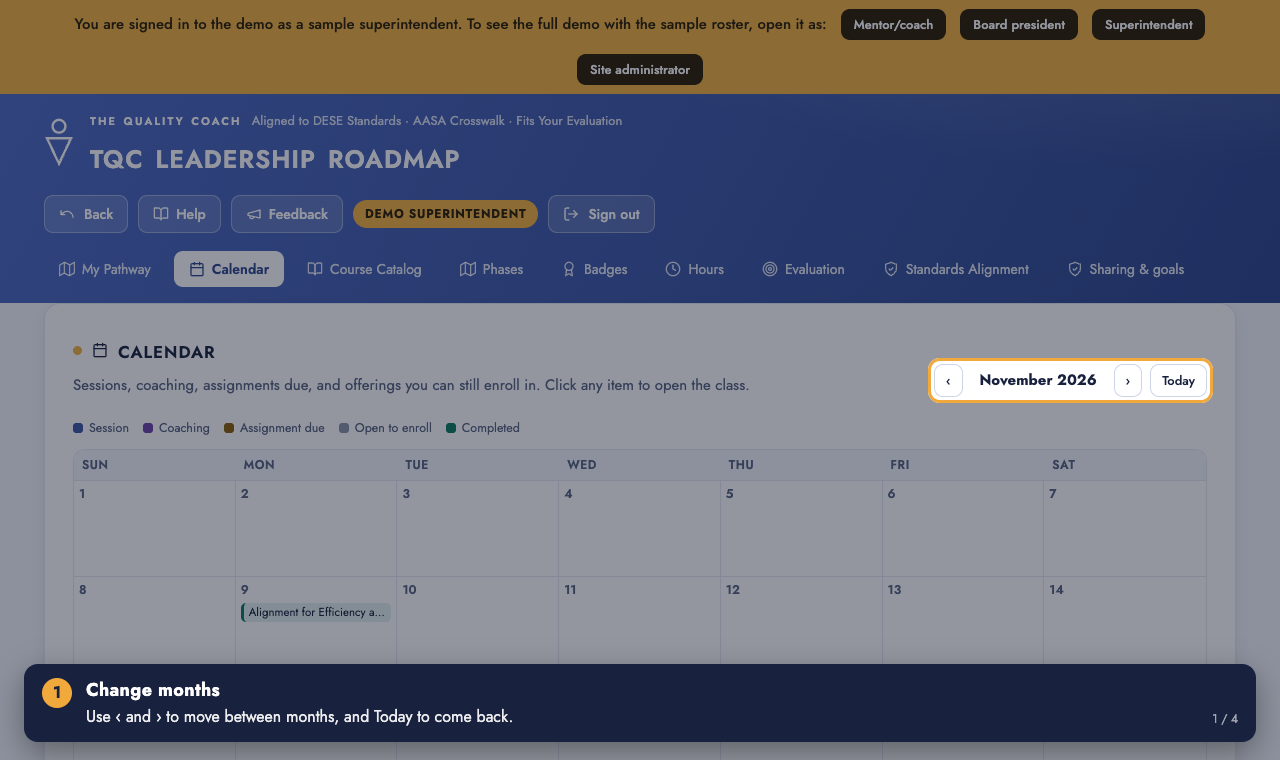 You are signed in to the demo as a sample superintendent. To see the full demo with the sample roster, open it as: Mentor/coach Board president Superintendent
Site administrator
THE QUALITY COACH Aligned to DESE Standards · AASA Crosswalk · Fits Your Evaluation
TQC LEADERSHIP ROADMAP
Back Help Feedback DEMO SUPERINTENDENT Sign out
My Pathway Calendar Course Catalog Phases Badges Hours Evaluation Standards Alignment Sharing & goals
CALENDAR
Sessions, coaching, assignments due, and offerings you can still enroll in. Click any item to open the class.
‹ November 2026 › Today
Session Coaching Assignment due Open to enroll Completed
SUN MON TUE WED THU FRI SAT
1 2 3 4 5 6 7
8 9 10 11 12 13 14
Alignment for Efficiency a...
1 Change months
Use ‹ and › to move between months, and Today to come back.
1 / 4